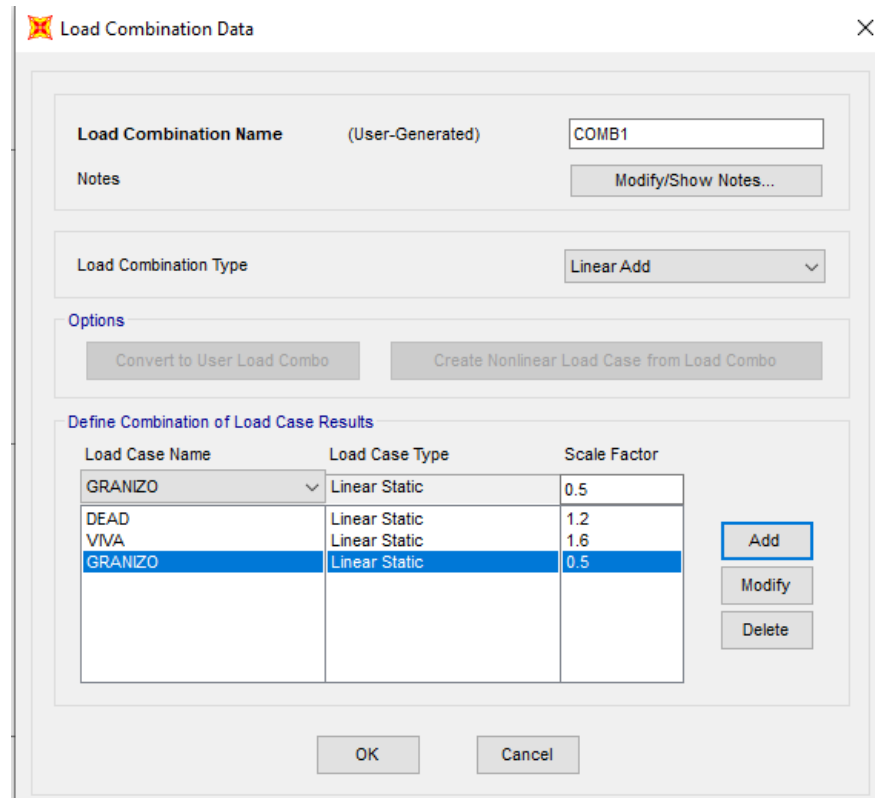 Load Combination Data
Load Combination Name (User-Generated) COMB1
Notes Modify/Show Notes...
Load Combination Type Linear Add
Options
Convert to User Load Combo Create Nonlinear Load Case from Load Combo
Define Combination of Load Case Results
Load Case Name Load Case Type Scale Factor
GRANIZO Linear Static 0.5
DEAD Linear Static 1.2
VIVA Linear Static 1.6
GRANIZO Linear Static 0.5
Add
Modify
Delete
OK Cancel